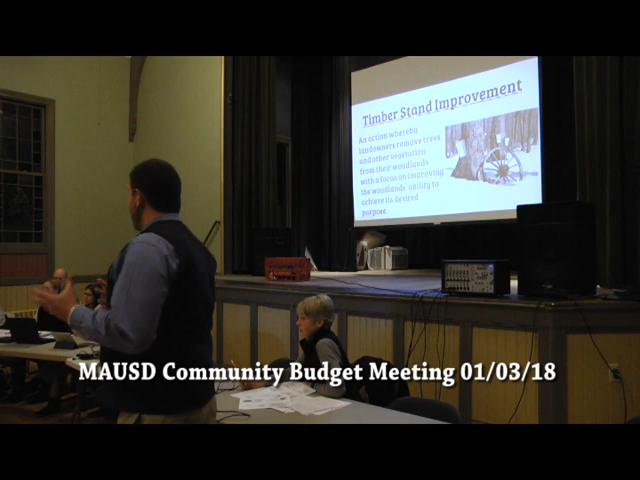 Timber Stand Improvement
An action whereby
landowners remove trees
and other vegetation
from their woodlands
with a focus on improving
the woodlands' ability to
achieve its desired
purpose.
MAUSD Community Budget Meeting 01/03/18